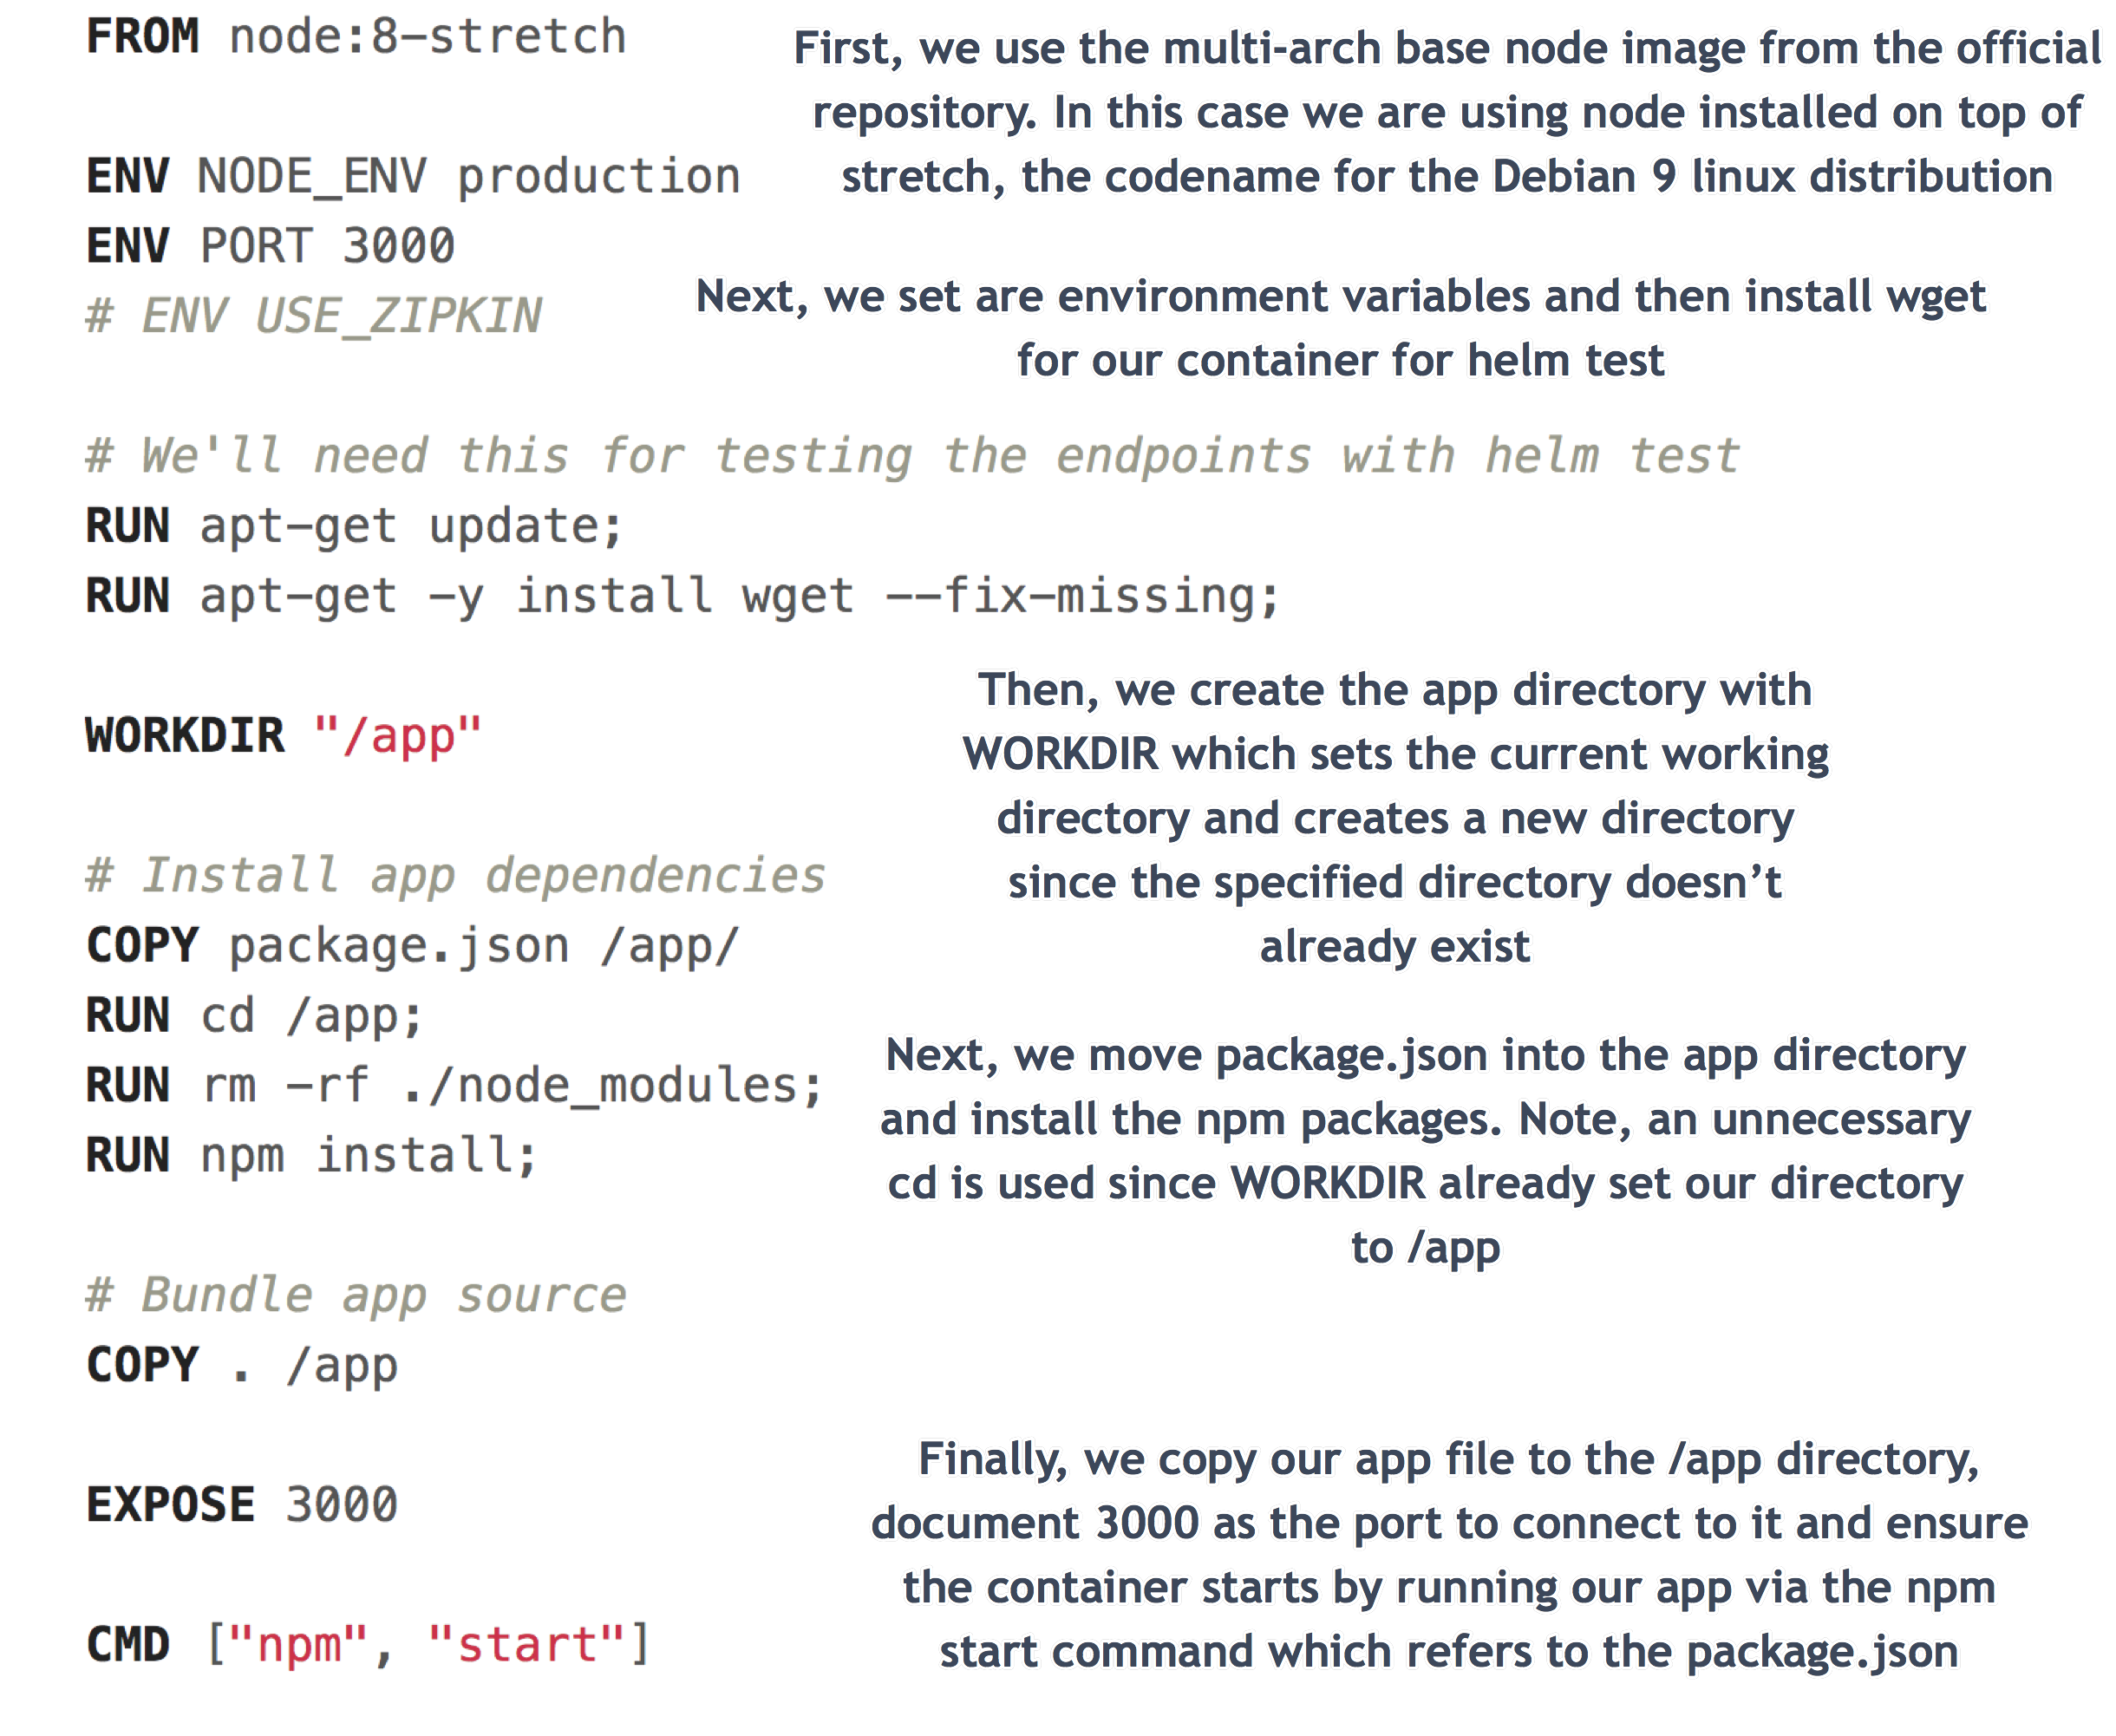 FROM node:8-stretch
First, we use the multi-arch base node image from the official
repository. In this case we are using node installed on top of
stretch, the codename for the Debian 9 linux distribution
ENV NODE_ENV production
ENV PORT 3000
# ENV USE_ZIPKIN
Next, we set are environment variables and then install wget
for our container for helm test
# We'll need this for testing the endpoints with helm test
RUN apt-get update;
RUN apt-get -y install wget --fix-missing;
WORKDIR "/app"
Then, we create the app directory with
WORKDIR which sets the current working
directory and creates a new directory
since the specified directory doesn’t
already exist
# Install app dependencies
COPY package.json /app/
RUN cd /app;
RUN rm -rf ./node_modules;
RUN npm install;
Next, we move package.json into the app directory
and install the npm packages. Note, an unnecessary
cd is used since WORKDIR already set our directory
to /app
# Bundle app source
COPY . /app
EXPOSE 3000
CMD ["npm", "start"]
Finally, we copy our app file to the /app directory,
document 3000 as the port to connect to it and ensure
the container starts by running our app via the npm
start command which refers to the package.json